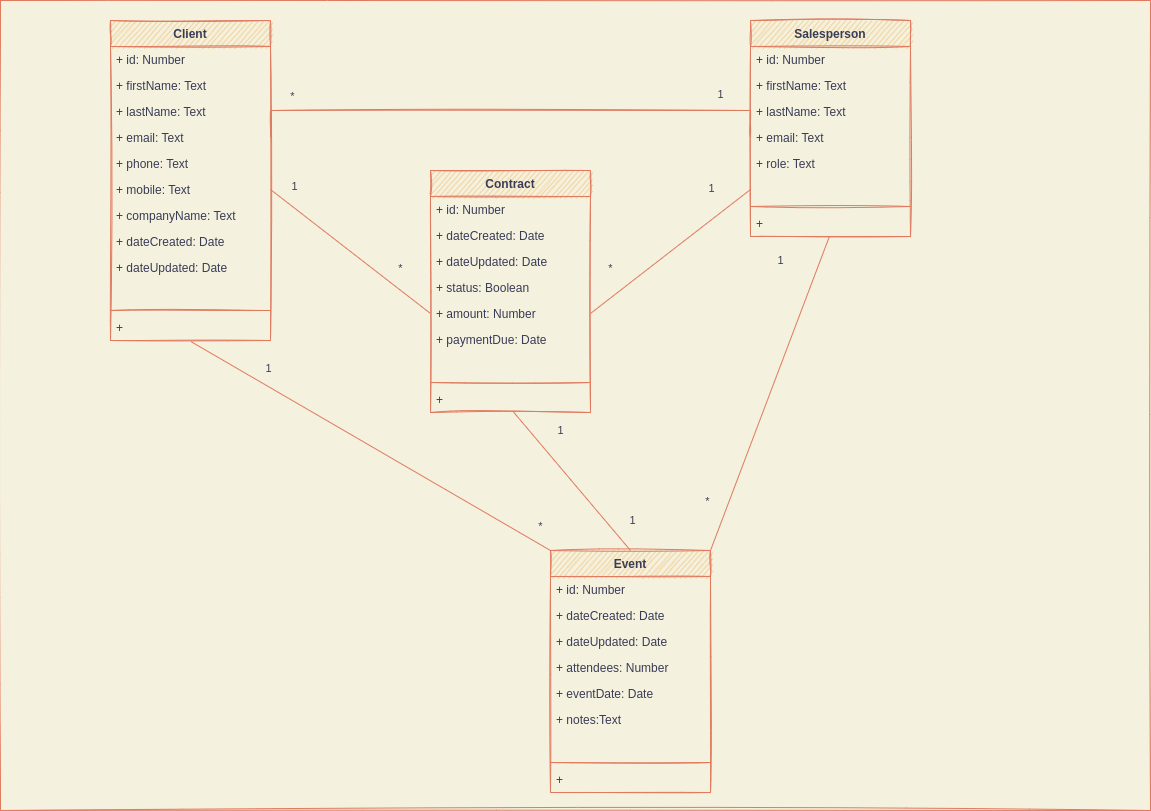 Client
+ id: Number
+ firstName: Text
+ lastName: Text
+ email: Text
+ phone: Text
+ mobile: Text
+ companyName: Text
+ dateCreated: Date
+ dateUpdated: Date
+
Salesperson
+ id: Number
+ firstName: Text
+ lastName: Text
+ email: Text
+ role: Text
+
*
1
1
*
1
*
Contract
+ id: Number
+ dateCreated: Date
+ dateUpdated: Date
+ status: Boolean
+ amount: Number
+ paymentDue: Date
+
1
1
1
1
*
*
Event
+ id: Number
+ dateCreated: Date
+ dateUpdated: Date
+ attendees: Number
+ eventDate: Date
+ notes:Text
+